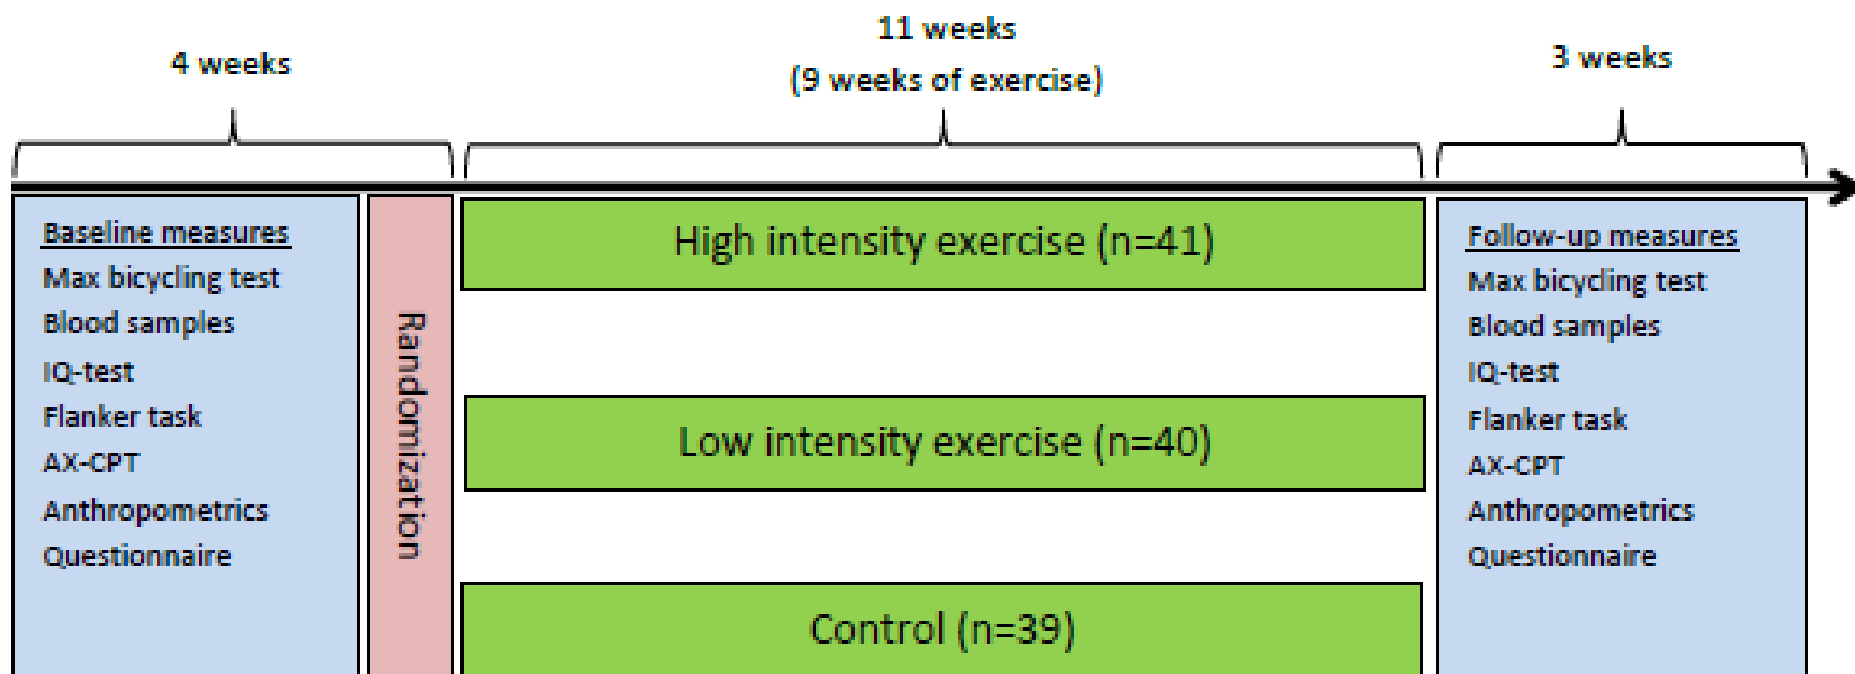 4 weeks
11 weeks
(9 weeks of exercise)
3 weeks
Baseline measures
Max bicycling test
Blood samples
IQ-test
Flanker task
AX-CPT
Anthropometrics
Questionnaire
Randomization
High intensity exercise (n=41)
Low intensity exercise (n=40)
Control (n=39)
Follow-up measures
Max bicycling test
Blood samples
IQ-test
Flanker task
AX-CPT
Anthropometrics
Questionnaire